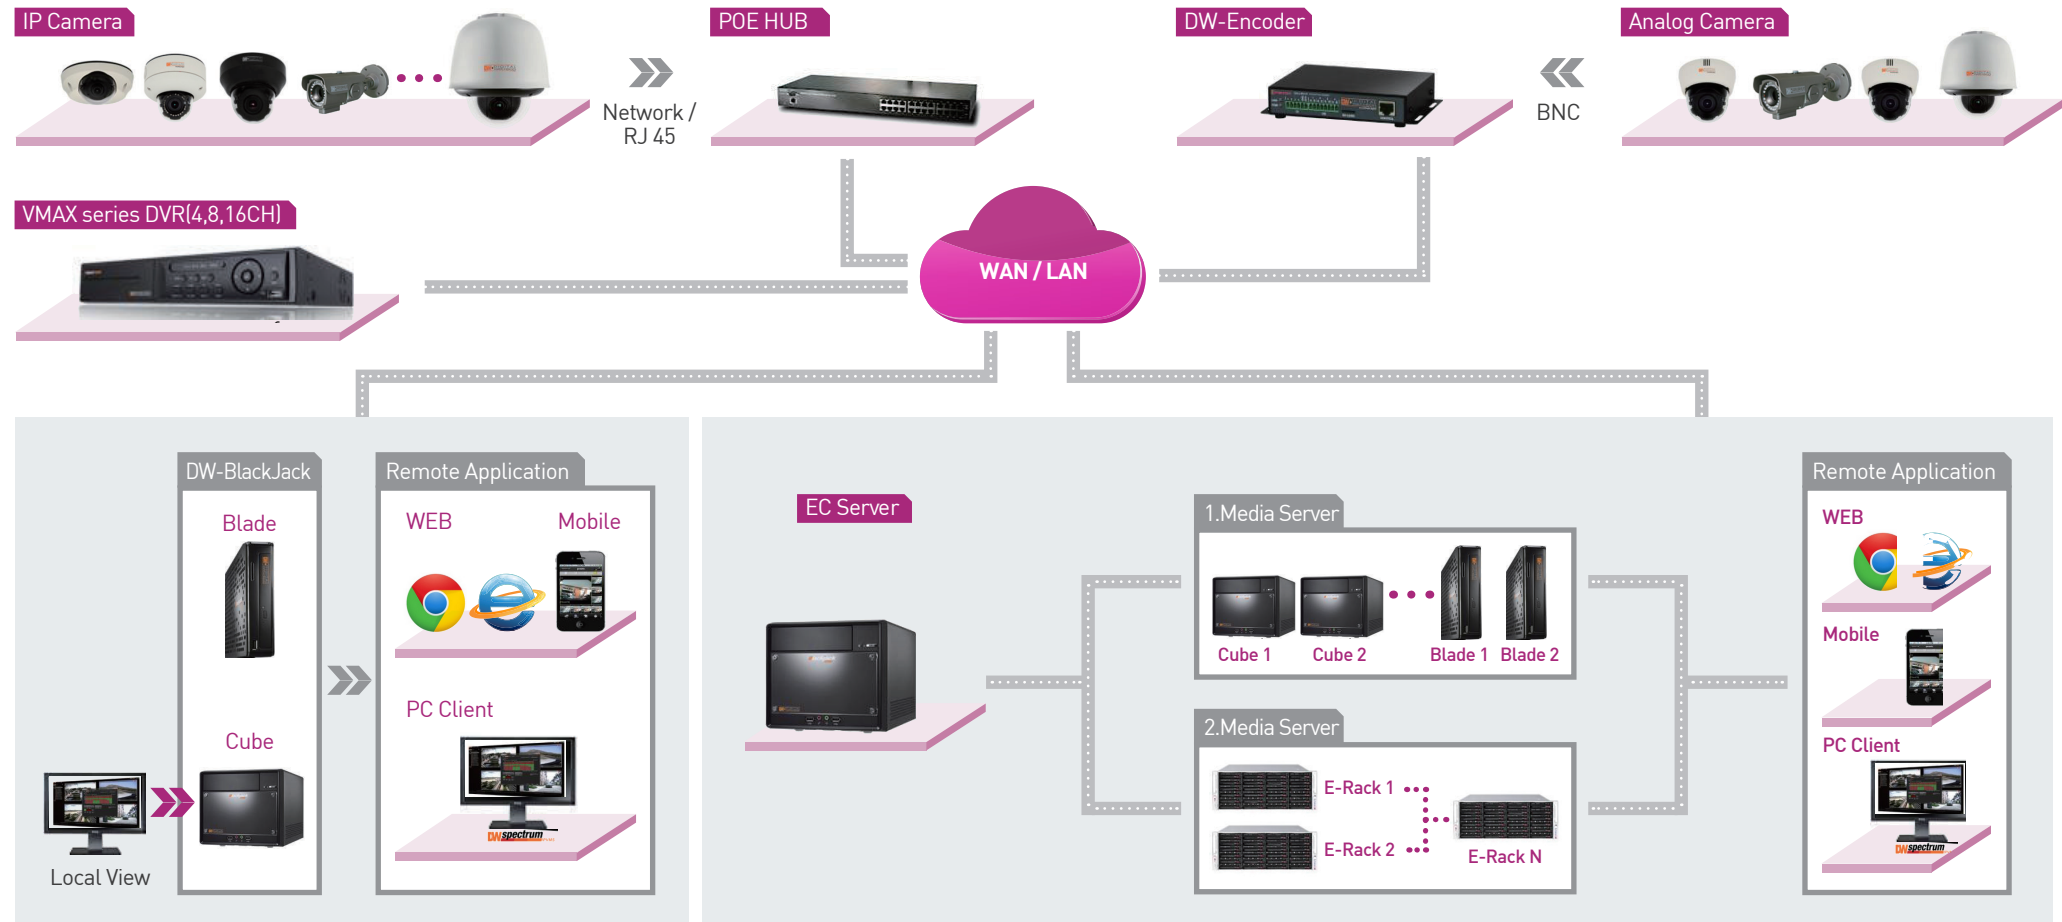 IP Camera
POE HUB
DW-Encoder
Analog Camera
Network /
RJ 45
BNC
VMAX series DVR(4,8,16CH)
WAN / LAN
DW-BlackJack
Remote Application
Blade
WEB
Mobile
Cube
PC Client
DWspectrum
Local View
EC Server
1.Media Server
Cube 1
Cube 2
Blade 1
Blade 2
2.Media Server
E-Rack 1
E-Rack 2
E-Rack N
Remote Application
WEB
Mobile
PC Client
DWspectrum